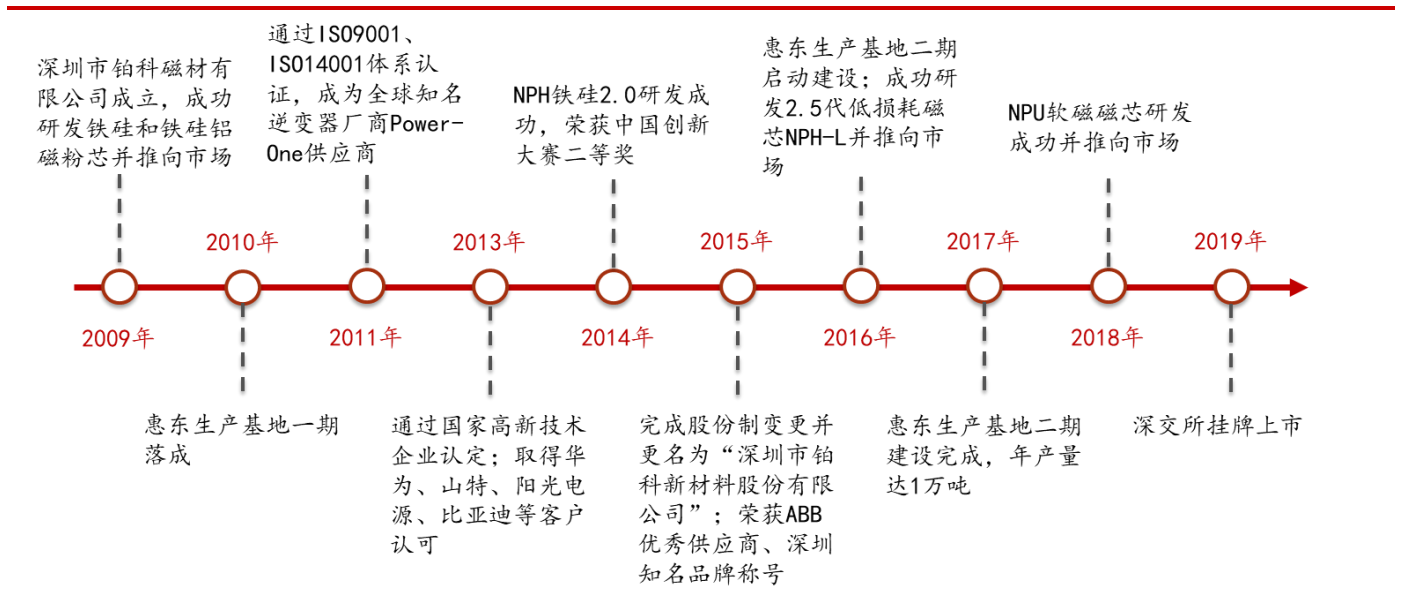 深圳市铂科磁材有
限公司成立，成功
研发铁硅和铁硅铝
磁粉芯并推向市场
2009年
2010年
惠东生产基地一期
落成
通过ISO9001、
ISO14001体系认
证，成为全球知名
逆变器厂商Power-
One供应商
2011年
2013年
通过国家高新技术
企业认定；取得华
为、山特、阳光电
源、比亚迪等客户
认可
NPH铁硅2.0研发成
功，荣获中国创新
大赛二等奖
2014年
2015年
完成股份制变更并
更名为“深圳市铂
科新材料股份有限
公司”；荣获ABB
优秀供应商、深圳
知名品牌称号
惠东生产基地二期
启动建设；成功研
发2.5代低损耗磁
芯NPH-L并推向市
场
2016年
2017年
惠东生产基地二期
建设完成，年产量
达1万吨
NPU软磁磁芯研发
成功并推向市场
2018年
2019年
深交所挂牌上市